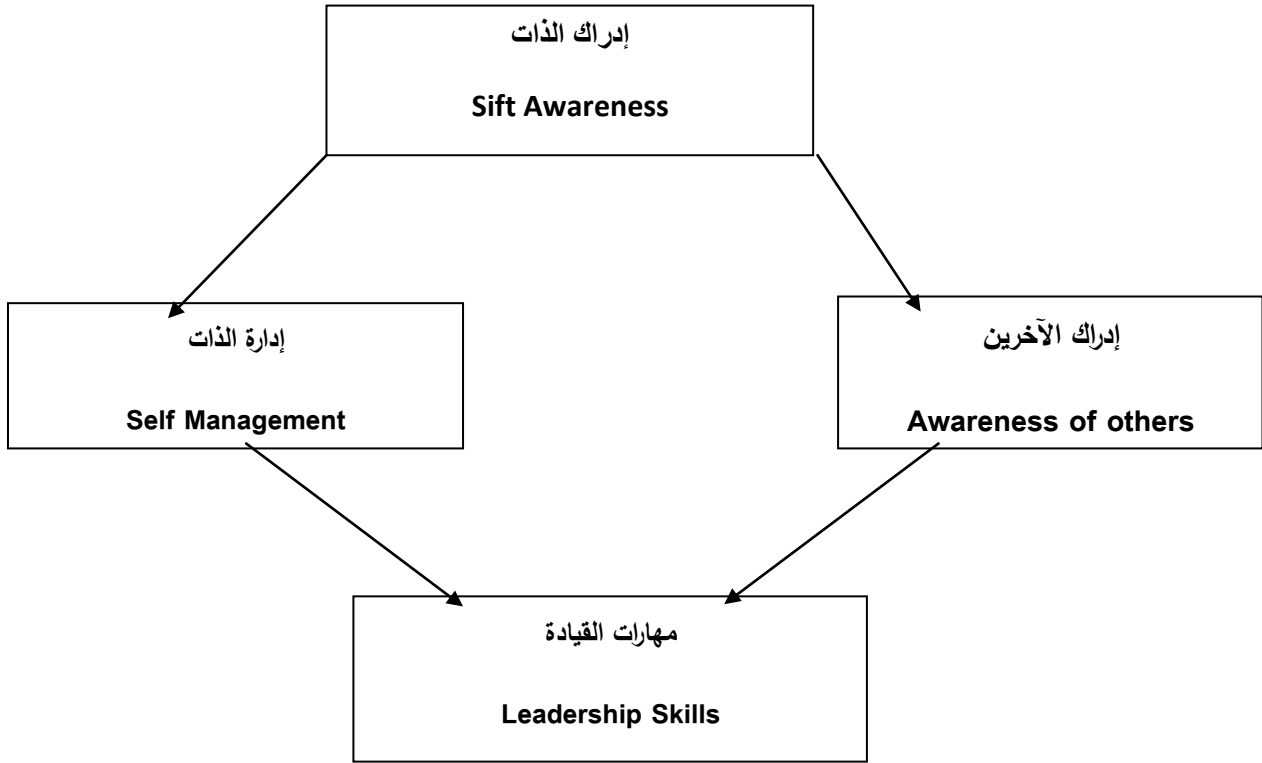 إدراك الذات
Sift Awareness
إدارة الذات
Self Management
إدراك الآخرين
Awareness of others
مهارات القيادة
Leadership Skills